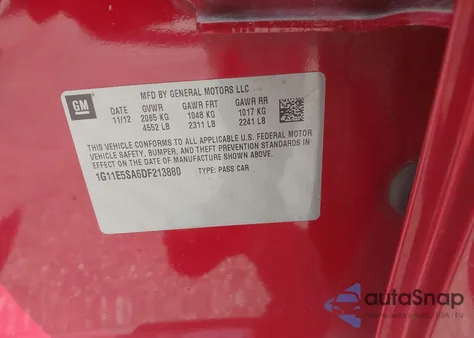 GM
MFD BY GENERAL MOTORS LLC
DATE GVWR GAWR FRT GAWR RR
11/12 2065 KG 1048 KG 1017 KG
4552 LB 2311 LB 2241 LB
THIS VEHICLE CONFORMS TO ALL APPLICABLE U.S. FEDERAL MOTOR
VEHICLE SAFETY, BUMPER, AND THEFT PREVENTION STANDARDS
IN EFFECT ON THE DATE OF MANUFACTURE SHOWN ABOVE.
1G11E5SA6DF213880 TYPE: PASS CAR
autoSnap